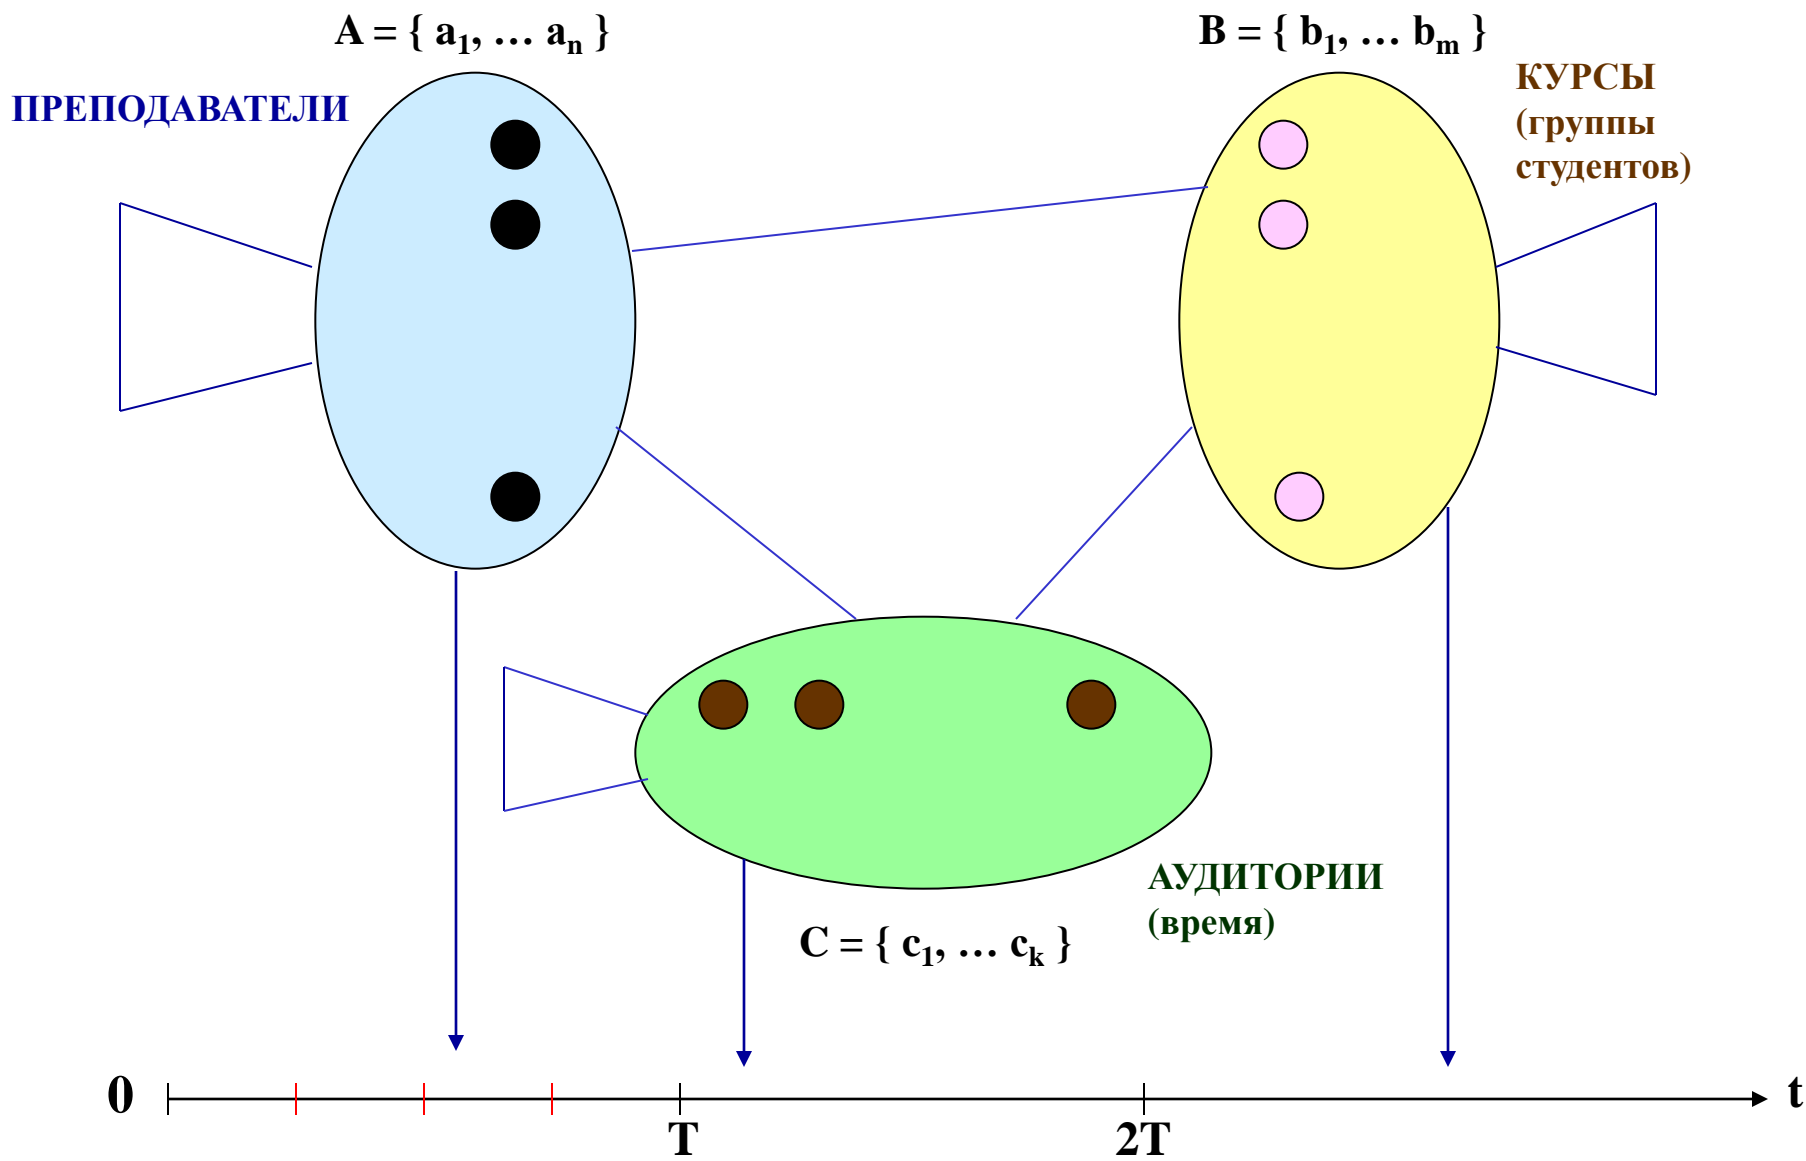 A = { a₁, … aₙ }
B = { b₁, … bₘ }
ПРЕПОДАВАТЕЛИ
КУРСЫ
(группы
студентов)
АУДИТОРИИ
(время)
C = { c₁, … cₖ }
0
t
T
2T